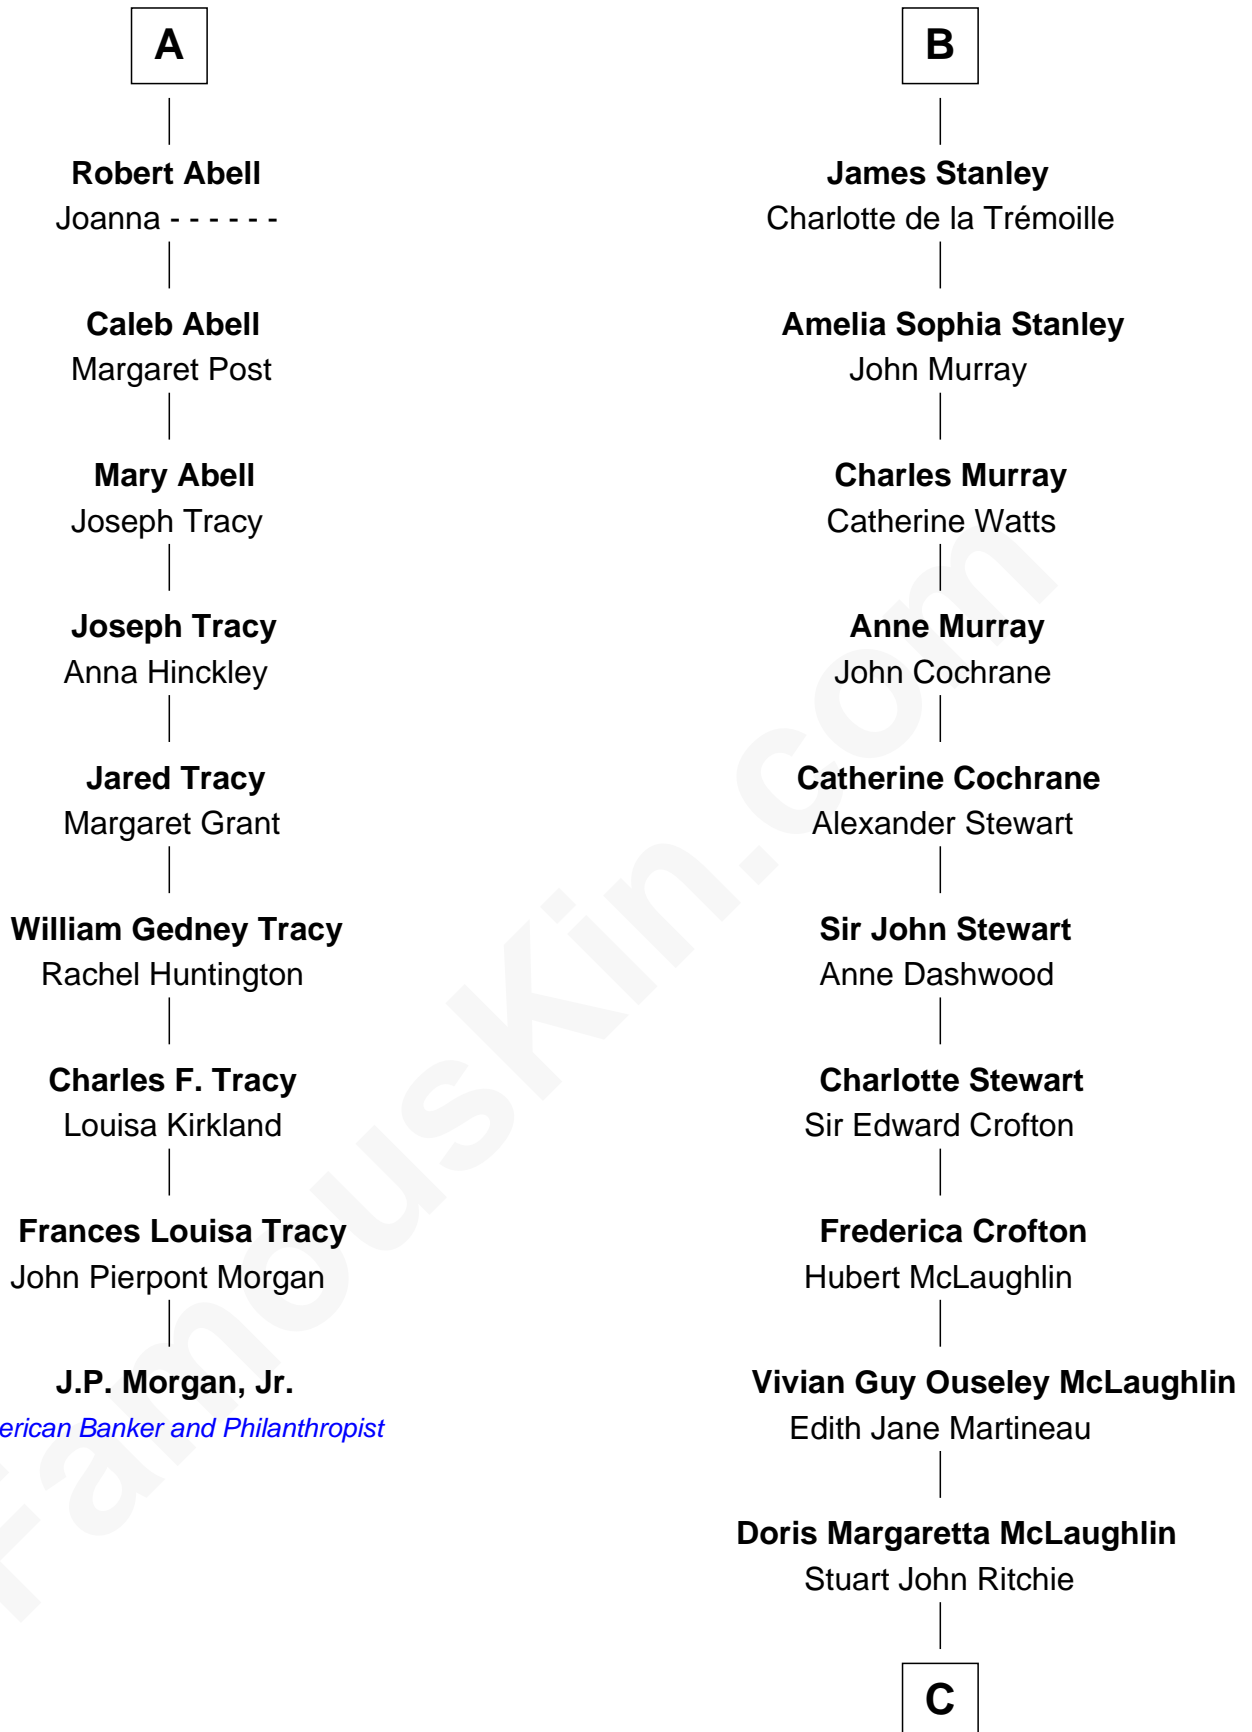 A
Robert Abell
Joanna - - - - - -
Caleb Abell
Margaret Post
Mary Abell
Joseph Tracy
Joseph Tracy
Anna Hinckley
Jared Tracy
Margaret Grant
William Gedney Tracy
Rachel Huntington
Charles F. Tracy
Louisa Kirkland
Frances Louisa Tracy
John Pierpont Morgan
J.P. Morgan, Jr.
erican Banker and Philanthropist
B
James Stanley
Charlotte de la Trémoille
Amelia Sophia Stanley
John Murray
Charles Murray
Catherine Watts
Anne Murray
John Cochrane
Catherine Cochrane
Alexander Stewart
Sir John Stewart
Anne Dashwood
Charlotte Stewart
Sir Edward Crofton
Frederica Crofton
Hubert McLaughlin
Vivian Guy Ouseley McLaughlin
Edith Jane Martineau
Doris Margaretta McLaughlin
Stuart John Ritchie
C
FamousKin.com